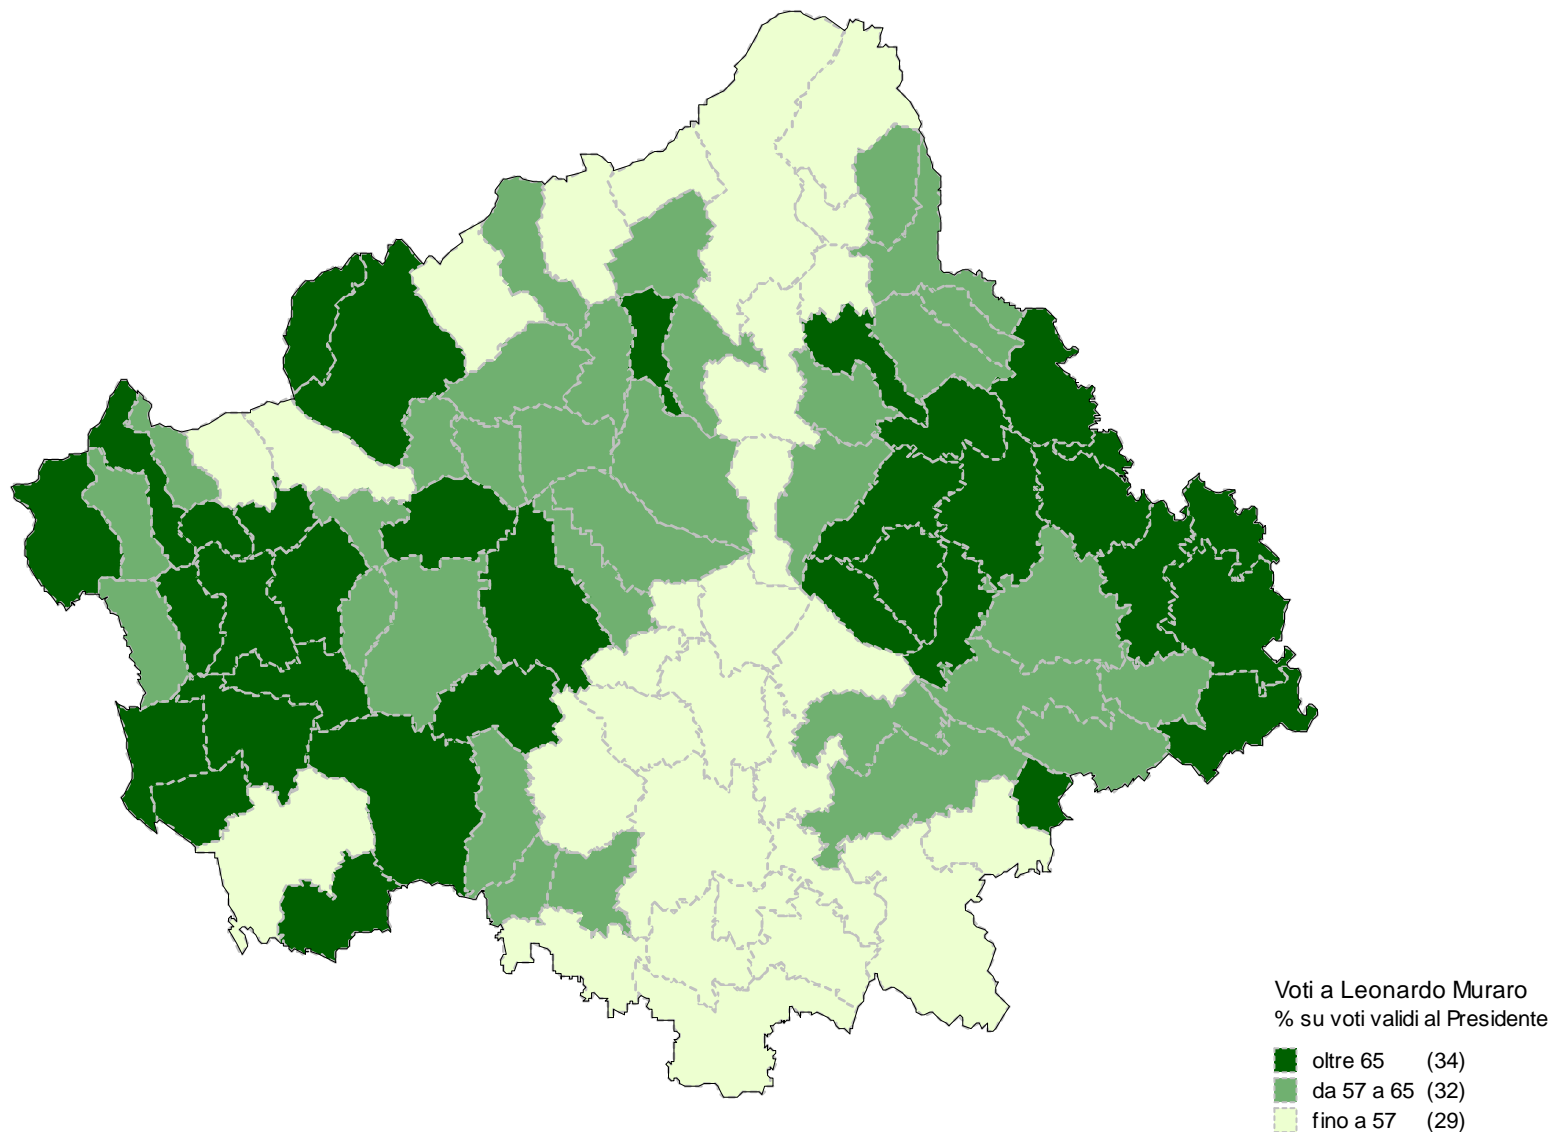 Voti a Leonardo Muraro
% su voti validi al Presidente
oltre 65 (34)
da 57 a 65 (32)
fino a 57 (29)